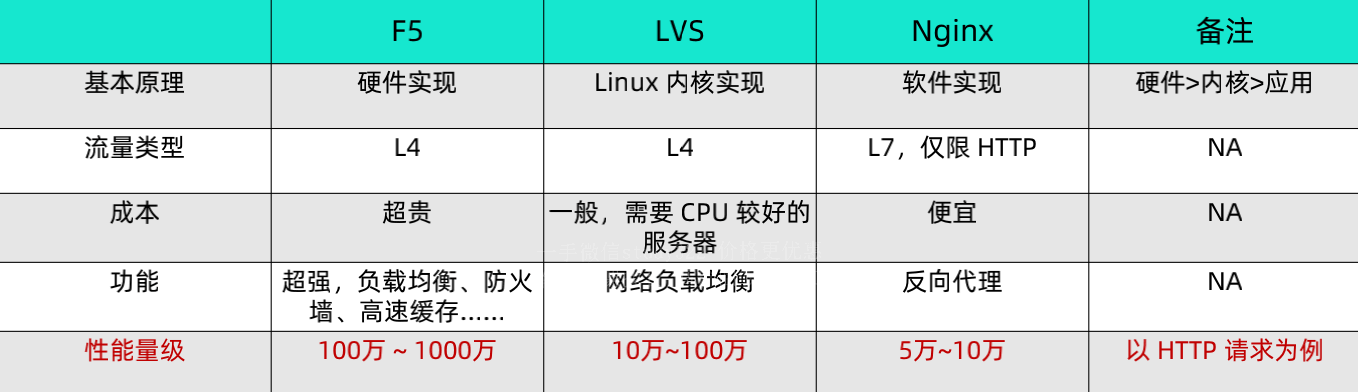 F5 LVS Nginx 备注
基本原理 硬件实现 Linux 内核实现 软件实现 硬件>内核>应用
流量类型 L4 L4 L7，仅限 HTTP NA
成本 超贵 一般，需要 CPU 较好的 便宜 NA
服务器
功能 超强，负载均衡、防火 网络负载均衡 反向代理 NA
墙、高速缓存……
性能量级 100万 ~ 1000万 10万~100万 5万~10万 以 HTTP 请求为例